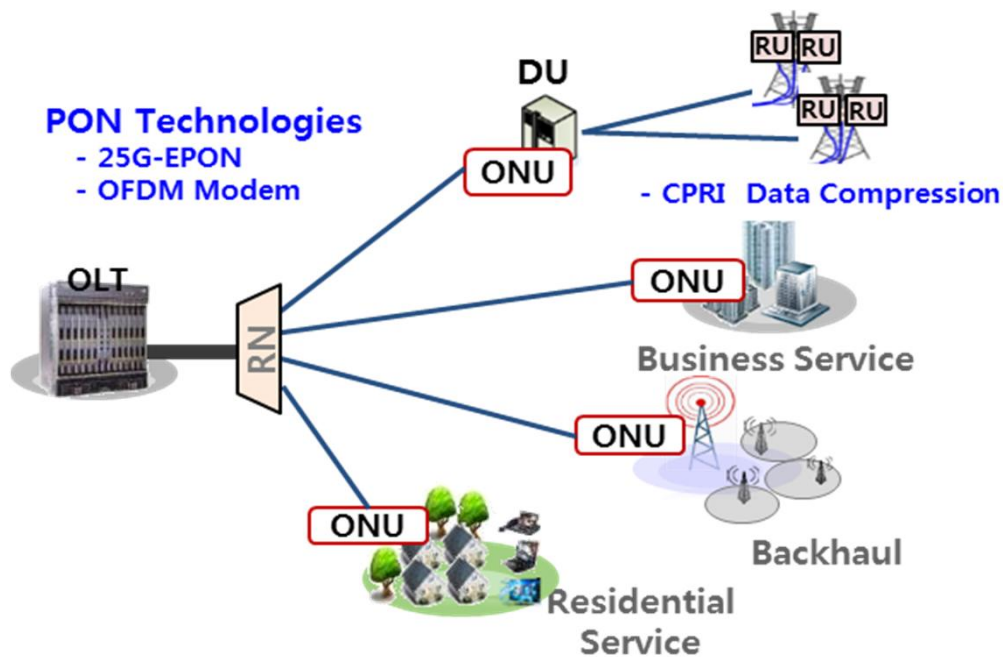 RU RU
DU
RU RU
PON Technologies
- 25G-EPON
- OFDM Modem
ONU
- CPRI Data Compression
OLT
ONU
RN
Business Service
ONU
ONU
Backhaul
Residential
Service